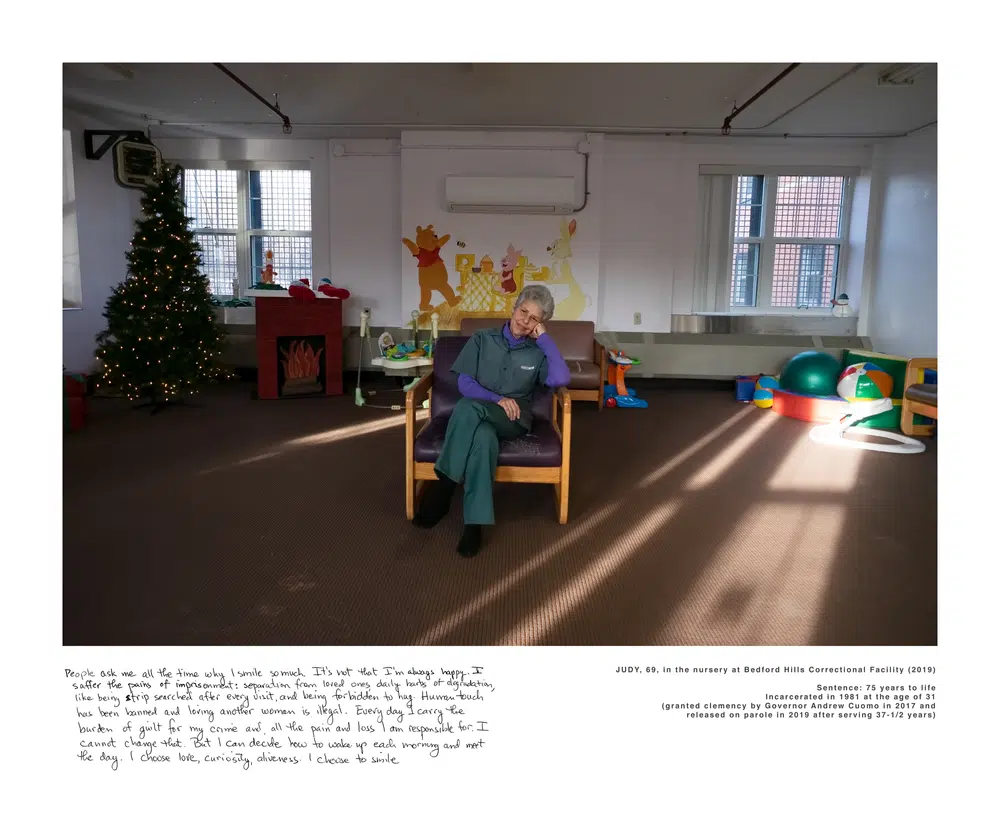 People ask me all the time why I smile so much. It's not that I'm always happy. I
suffer the pains of imprisonment: separation from loved ones, daily barbs of degradation,
like being strip searched after every visit, and being forbidden to hug. Human touch
has been banned and loving another woman is illegal. Every day I carry the
burden of guilt for my crime and, all the pain and loss I am responsible for. I
cannot change that. But I can decide how to wake up each morning and meet
the day. I choose love, curiosity, aliveness. I choose to smile
JUDY, 69, in the nursery at Bedford Hills Correctional Facility (2019)
Sentence: 75 years to life
Incarcerated in 1981 at the age of 31
(granted clemency by Governor Andrew Cuomo in 2017 and
released on parole in 2019 after serving 37-1/2 years)